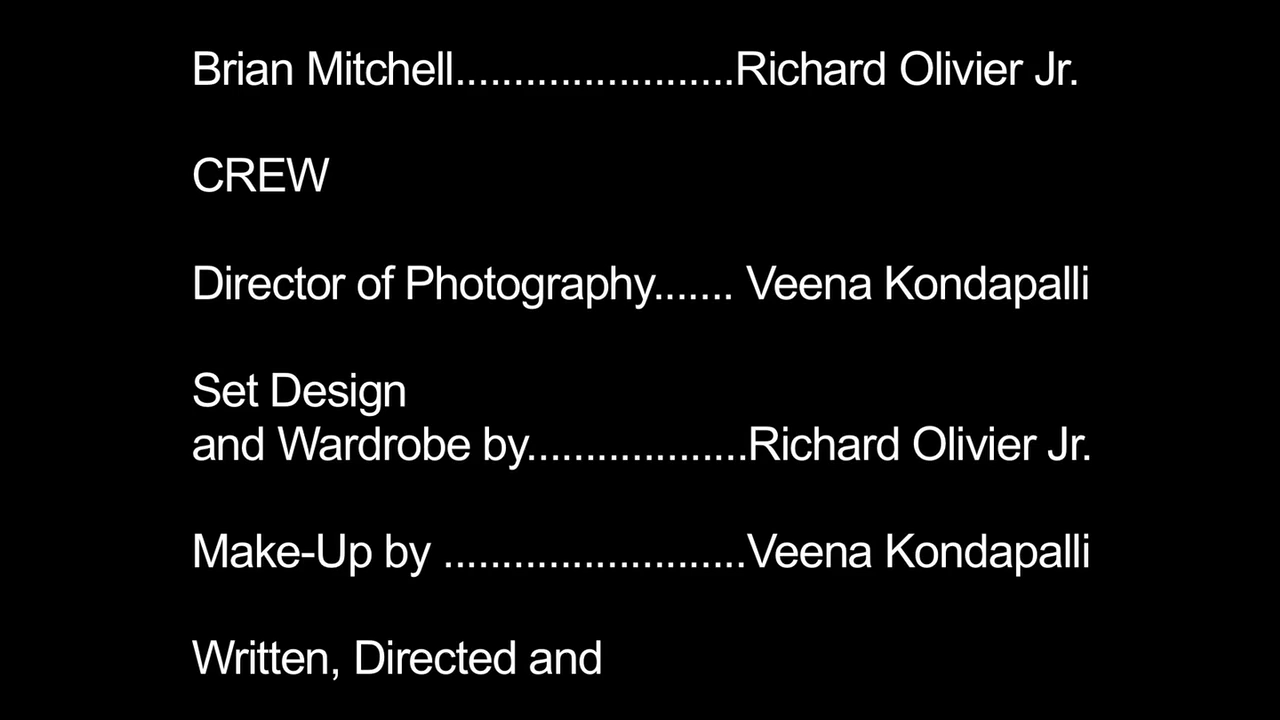 Brian Mitchell........................Richard Olivier Jr.
CREW
Director of Photography....... Veena Kondapalli
Set Design
and Wardrobe by...................Richard Olivier Jr.
Make-Up by ..........................Veena Kondapalli
Written, Directed and